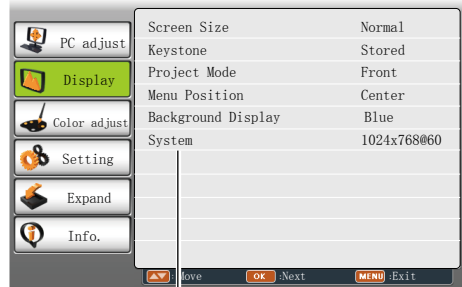 PC adjust
Display
Color adjust
Setting
Expand
Info.
Screen Size Normal
Keystone Stored
Project Mode Front
Menu Position Center
Background Display Blue
System 1024x768@60
:Move OK :Next MENU :Exit